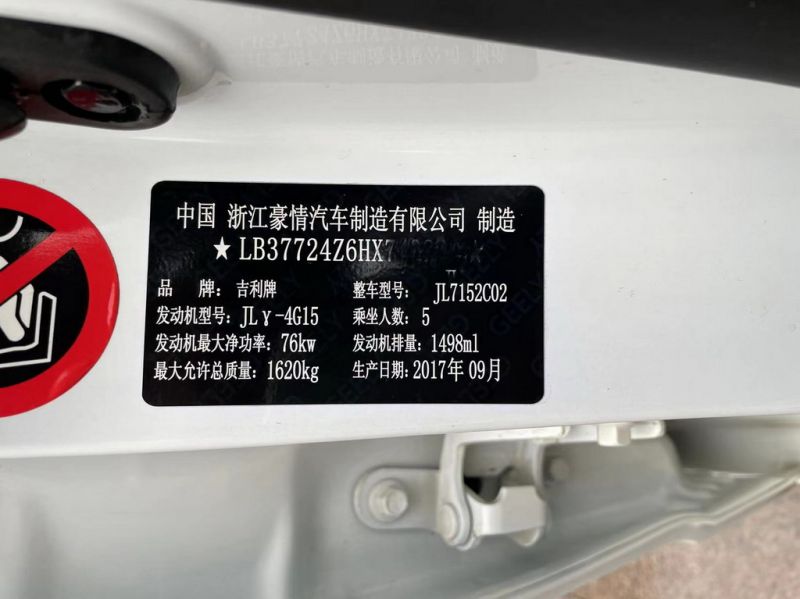 中国 浙江豪情汽车制造有限公司 制造
★LB37724Z6HX7
品 牌：吉利牌 整车型号： JL7152C02
发动机型号：JLγ-4G15 乘坐人数：5
发动机最大净功率：76kw 发动机排量：1498ml
最大允许总质量：1620kg 生产日期：2017年09月